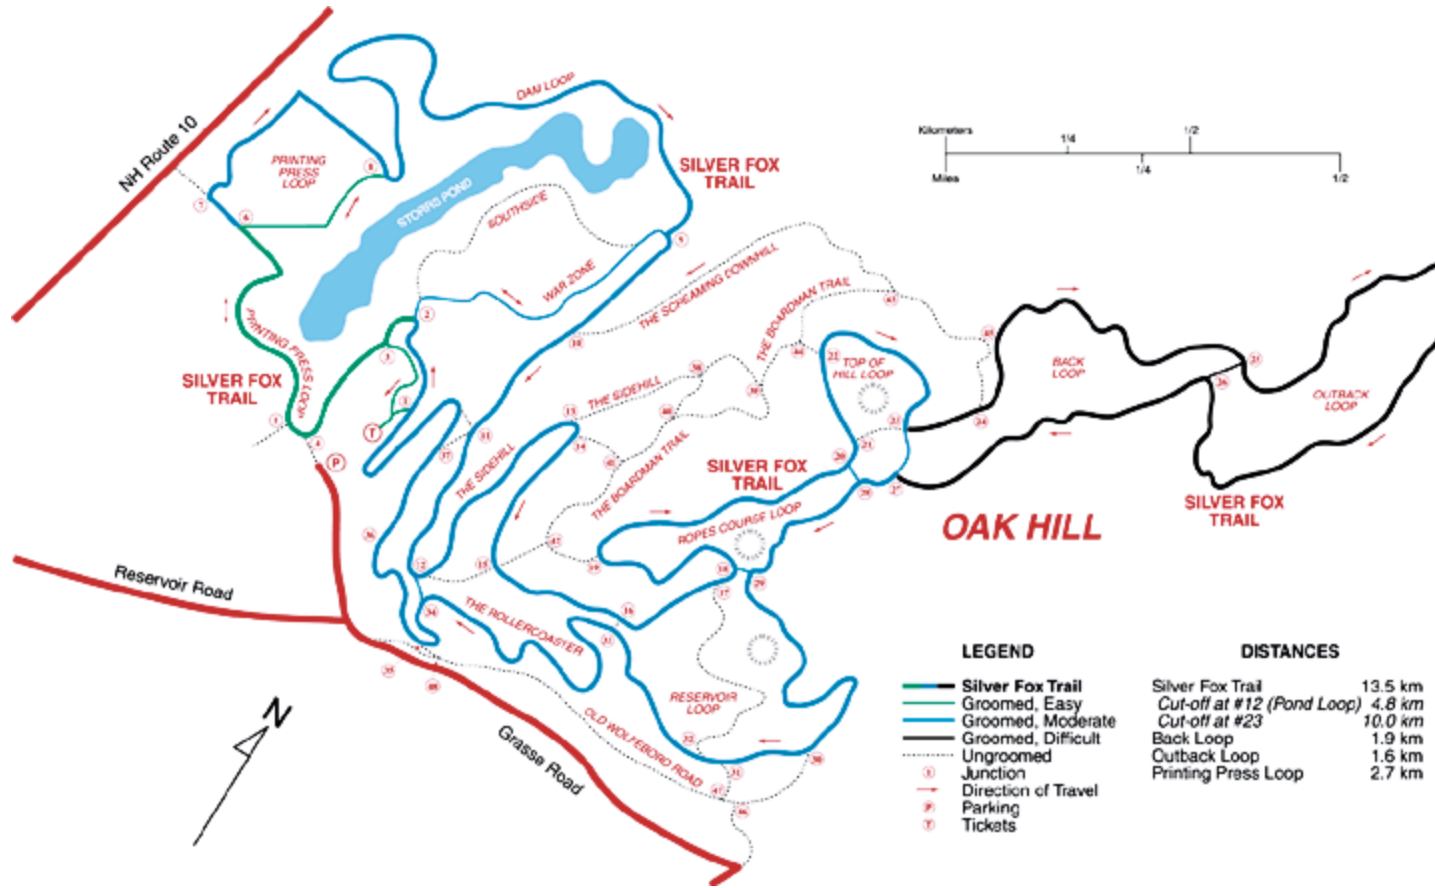 NH Route 10
PRINTING
PRESS
LOOP
DAM LOOP
STORRS POND
SOUTHSIDE
SILVER FOX
TRAIL
WAR ZONE
THE SCREAMING DOWNHILL
THE BOARDMAN TRAIL
PRINTING PRESS LOOP
SILVER FOX
TRAIL
THE SIDEHILL
TOP OF
HILL LOOP
BACK
LOOP
OUTBACK
LOOP
THE SIDEHILL
THE BOARDMAN TRAIL
SILVER FOX
TRAIL
ROPES COURSE LOOP
OAK HILL
SILVER FOX
TRAIL
P
T
Reservoir Road
THE ROLLERCOASTER
RESERVOIR
LOOP
OLD WOLFEBORO ROAD
Grasse Road
N
Kilometers
1/4
1/2
Miles
1/4
1/2
LEGEND
Silver Fox Trail
Groomed, Easy
Groomed, Moderate
Groomed, Difficult
Ungroomed
1 Junction
Direction of Travel
P Parking
T Tickets
DISTANCES
Silver Fox Trail 13.5 km
Cut-off at #12 (Pond Loop) 4.8 km
Cut-off at #23 10.0 km
Back Loop 1.9 km
Outback Loop 1.6 km
Printing Press Loop 2.7 km